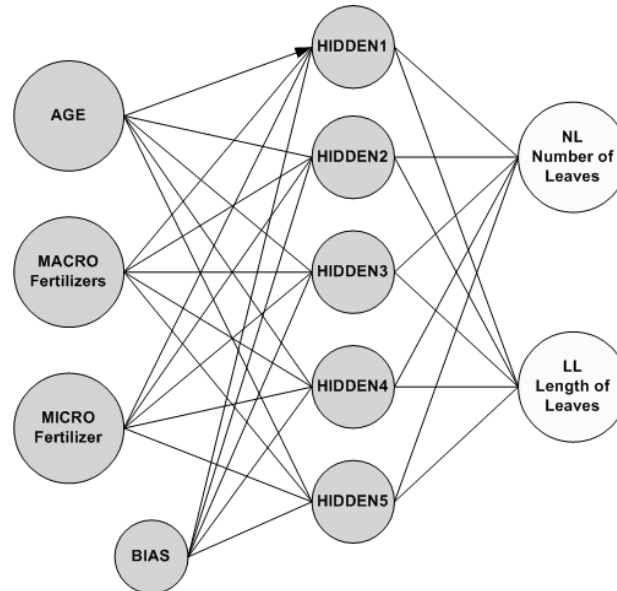 AGE
MACRO
Fertilizers
MICRO
Fertilizer
BIAS
HIDDEN1
HIDDEN2
HIDDEN3
HIDDEN4
HIDDEN5
NL
Number of
Leaves
LL
Length of
Leaves